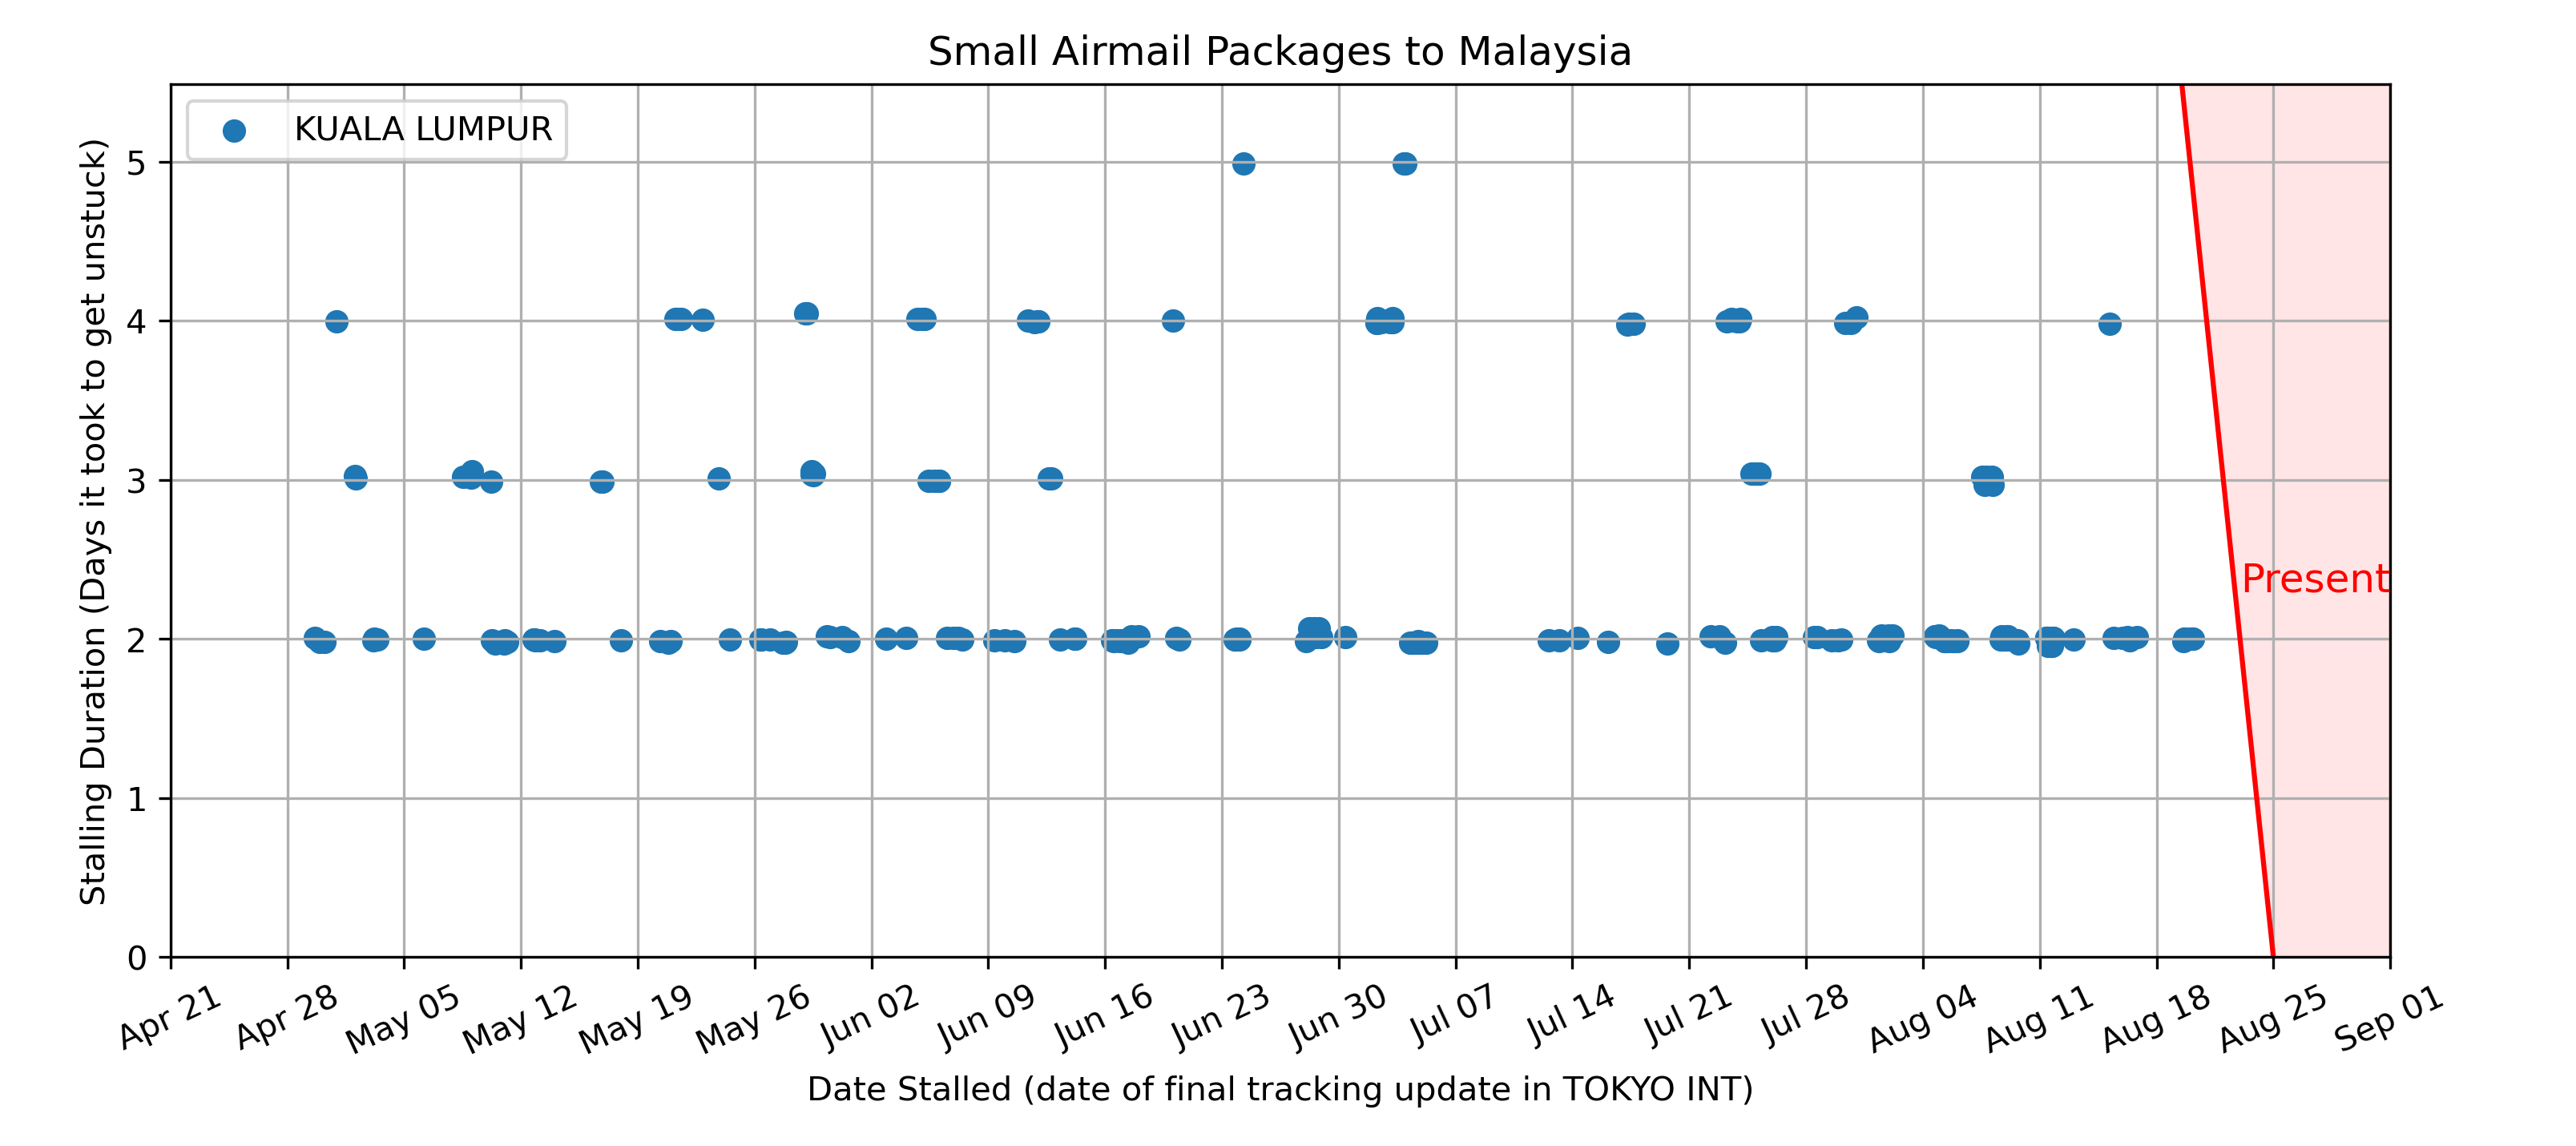 Small Airmail Packages to Malaysia
KUALA LUMPUR
Stalling Duration (Days it took to get unstuck)
5
4
3
2
1
0
Present
Apr 21
Apr 28
May 05
May 12
May 19
May 26
Jun 02
Jun 09
Jun 16
Jun 23
Jun 30
Jul 07
Jul 14
Jul 21
Jul 28
Aug 04
Aug 11
Aug 18
Aug 25
Sep 01
Date Stalled (date of final tracking update in TOKYO INT)